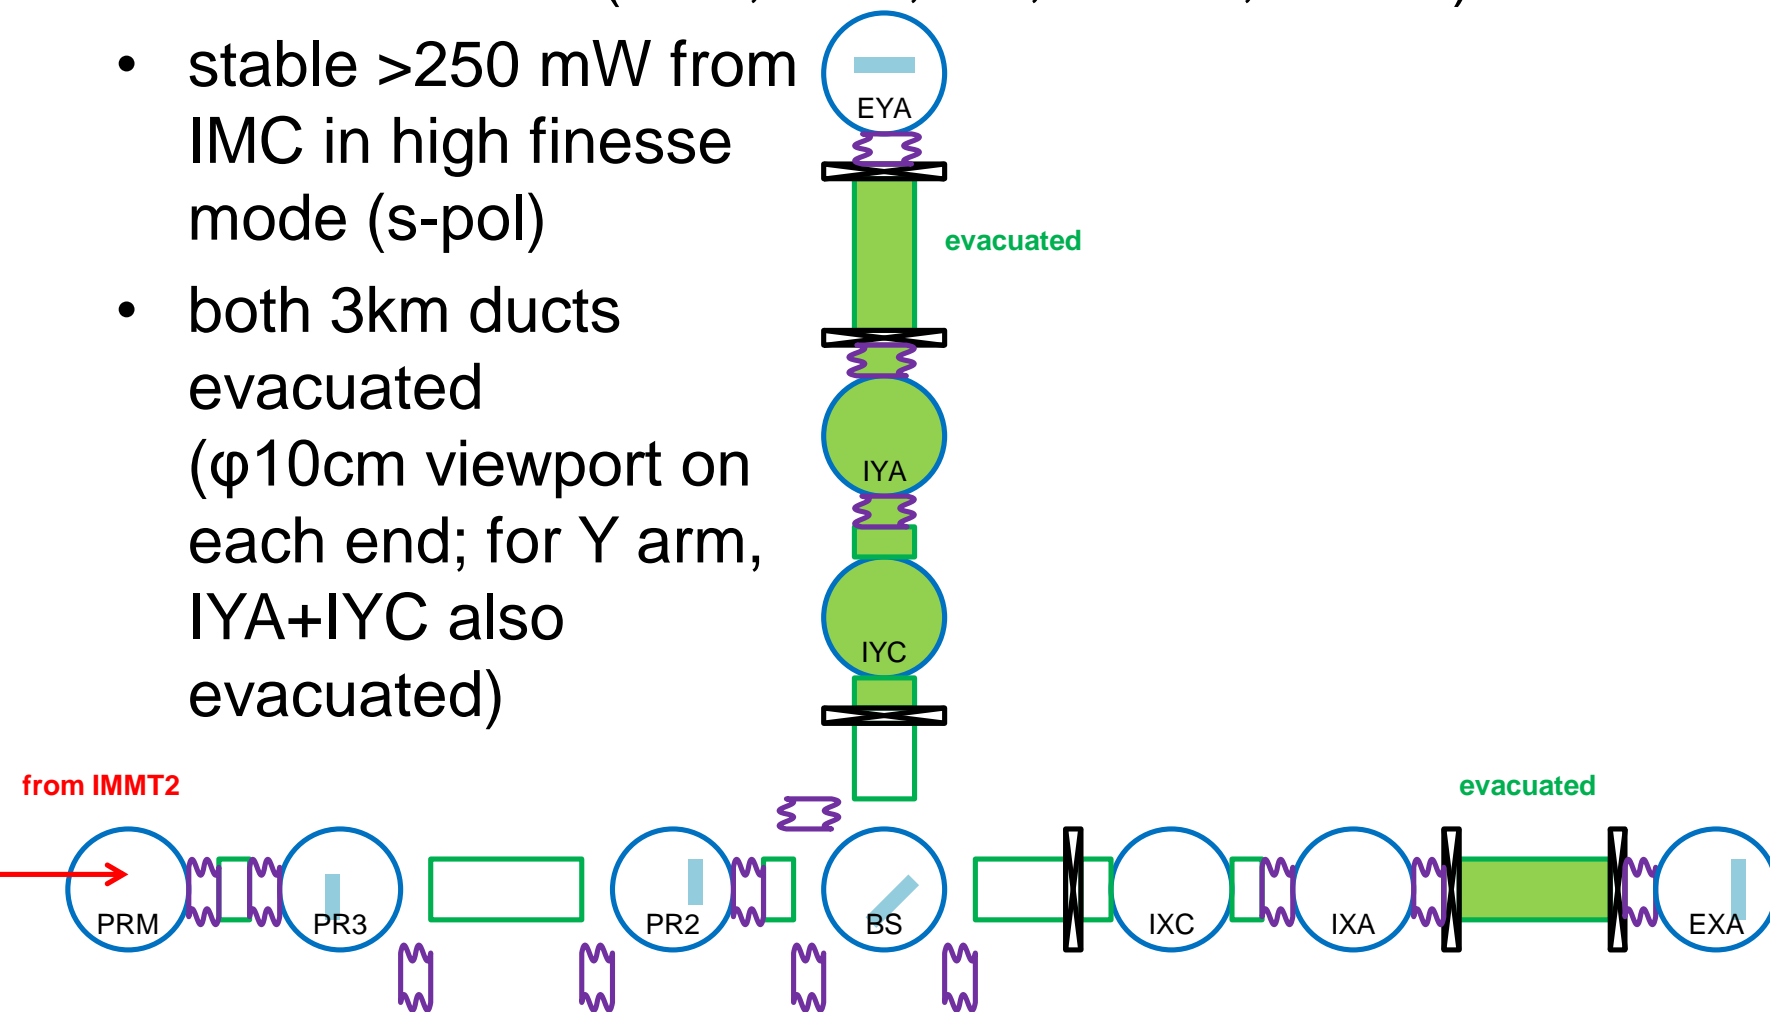 • stable >250 mW from
IMC in high finesse
mode (s-pol)
• both 3km ducts
evacuated
(φ10cm viewport on
each end; for Y arm,
IYA+IYC also
evacuated)
EYA
evacuated
IYA
IYC
from IMMT2
evacuated
PRM
PR3
PR2
BS
IXC
IXA
EXA